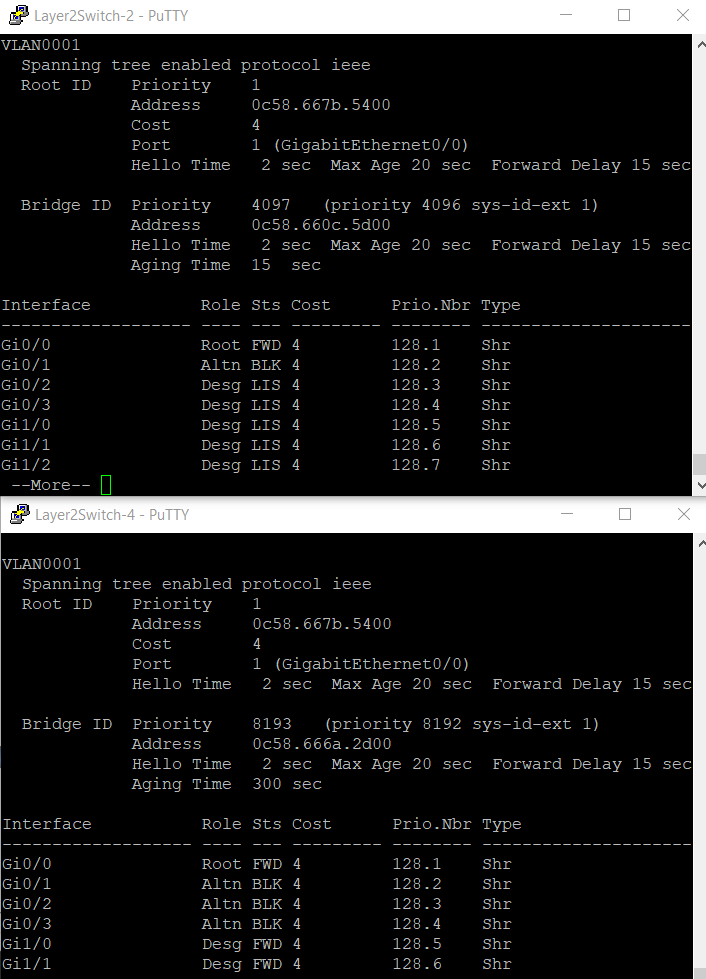 Layer2Switch-2 - PuTTY
VLAN0001
  Spanning tree enabled protocol ieee
  Root ID    Priority    1
             Address     0c58.667b.5400
             Cost        4
             Port        1 (GigabitEthernet0/0)
             Hello Time   2 sec  Max Age 20 sec  Forward Delay 15 sec
  Bridge ID  Priority    4097   (priority 4096 sys-id-ext 1)
             Address     0c58.660c.5d00
             Hello Time   2 sec  Max Age 20 sec  Forward Delay 15 sec
             Aging Time  15  sec
Interface           Role Sts Cost      Prio.Nbr Type
------------------- ---- --- --------- -------- ---------------------
Gi0/0               Root FWD 4         128.1    Shr
Gi0/1               Altn BLK 4         128.2    Shr
Gi0/2               Desg LIS 4         128.3    Shr
Gi0/3               Desg LIS 4         128.4    Shr
Gi1/0               Desg LIS 4         128.5    Shr
Gi1/1               Desg LIS 4         128.6    Shr
Gi1/2               Desg LIS 4         128.7    Shr
 --More--
Layer2Switch-4 - PuTTY
VLAN0001
  Spanning tree enabled protocol ieee
  Root ID    Priority    1
             Address     0c58.667b.5400
             Cost        4
             Port        1 (GigabitEthernet0/0)
             Hello Time   2 sec  Max Age 20 sec  Forward Delay 15 sec
  Bridge ID  Priority    8193   (priority 8192 sys-id-ext 1)
             Address     0c58.666a.2d00
             Hello Time   2 sec  Max Age 20 sec  Forward Delay 15 sec
             Aging Time  300 sec
Interface           Role Sts Cost      Prio.Nbr Type
------------------- ---- --- --------- -------- ---------------------
Gi0/0               Root FWD 4         128.1    Shr
Gi0/1               Altn BLK 4         128.2    Shr
Gi0/2               Altn BLK 4         128.3    Shr
Gi0/3               Altn BLK 4         128.4    Shr
Gi1/0               Desg FWD 4         128.5    Shr
Gi1/1               Desg FWD 4         128.6    Shr